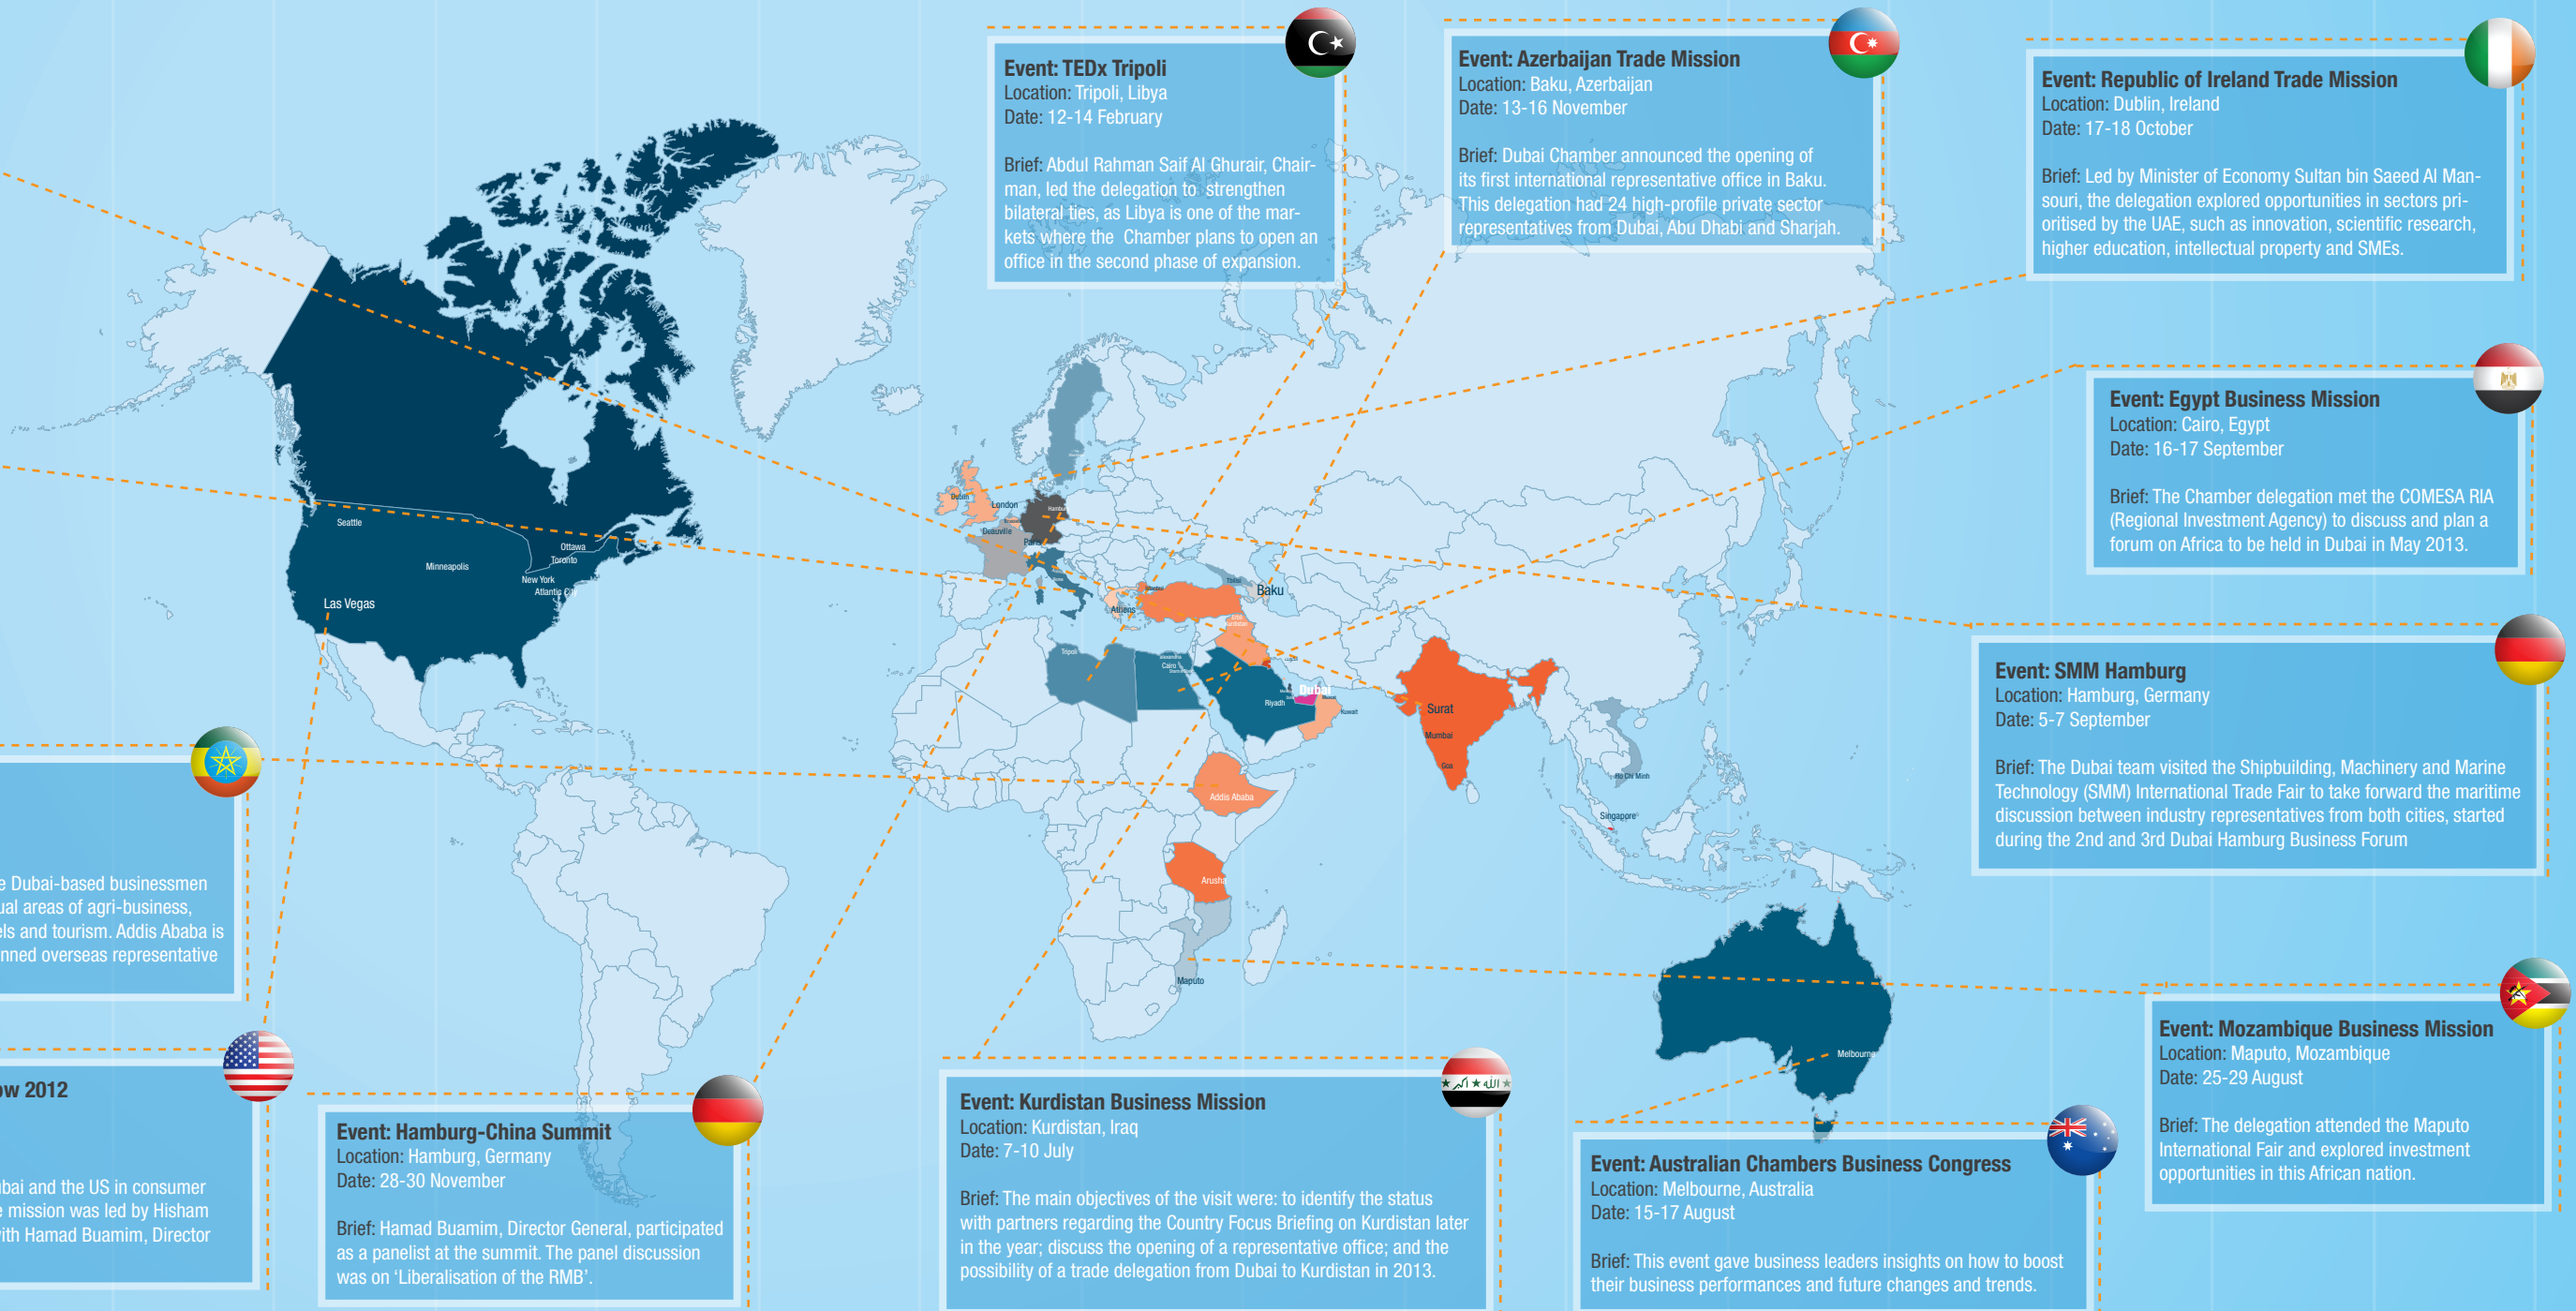 Event: TEDx Tripoli
Location: Tripoli, Libya
Date: 12-14 February
Brief: Abdul Rahman Saif Al Ghurair, Chair-
man, led the delegation to strengthen
bilateral ties, as Libya is one of the mar-
kets where the Chamber plans to open an
office in the second phase of expansion.
Event: Azerbaijan Trade Mission
Location: Baku, Azerbaijan
Date: 13-16 November
Brief: Dubai Chamber announced the opening of
its first international representative office in Baku.
This delegation had 24 high-profile private sector
representatives from Dubai, Abu Dhabi and Sharjah.
Event: Republic of Ireland Trade Mission
Location: Dublin, Ireland
Date: 17-18 October
Brief: Led by Minister of Economy Sultan bin Saeed Al Man-
souri, the delegation explored opportunities in sectors pri-
oritised by the UAE, such as innovation, scientific research,
higher education, intellectual property and SMEs.
Event: Egypt Business Mission
Location: Cairo, Egypt
Date: 16-17 September
Brief: The Chamber delegation met the COMESA RIA
(Regional Investment Agency) to discuss and plan a
forum on Africa to be held in Dubai in May 2013.
Event: SMM Hamburg
Location: Hamburg, Germany
Date: 5-7 September
Brief: The Dubai team visited the Shipbuilding, Machinery and Marine
Technology (SMM) International Trade Fair to take forward the maritime
discussion between industry representatives from both cities, started
during the 2nd and 3rd Dubai Hamburg Business Forum
Seattle
Minneapolis
Las Vegas
Ottawa
Toronto
New York
Atlantic City
Dublin
London
Hamburg
Deauville
Paris
Athens
Baku
Tripoli
Cairo
Riyadh
Dubai
Muscat
Kuwait
Surat
Mumbai
Goa
Ho Chi Minh
Singapore
Addis Ababa
Arusha
Maputo
Melbourne
e Dubai-based businessmen
ual areas of agri-business,
els and tourism. Addis Ababa is
nned overseas representative
ow 2012
bai and the US in consumer
e mission was led by Hisham
with Hamad Buamim, Director
Event: Hamburg-China Summit
Location: Hamburg, Germany
Date: 28-30 November
Brief: Hamad Buamim, Director General, participated
as a panelist at the summit. The panel discussion
was on ‘Liberalisation of the RMB’.
Event: Kurdistan Business Mission
Location: Kurdistan, Iraq
Date: 7-10 July
Brief: The main objectives of the visit were: to identify the status
with partners regarding the Country Focus Briefing on Kurdistan later
in the year; discuss the opening of a representative office; and the
possibility of a trade delegation from Dubai to Kurdistan in 2013.
الله اكبر
Event: Australian Chambers Business Congress
Location: Melbourne, Australia
Date: 15-17 August
Brief: This event gave business leaders insights on how to boost
their business performances and future changes and trends.
Event: Mozambique Business Mission
Location: Maputo, Mozambique
Date: 25-29 August
Brief: The delegation attended the Maputo
International Fair and explored investment
opportunities in this African nation.